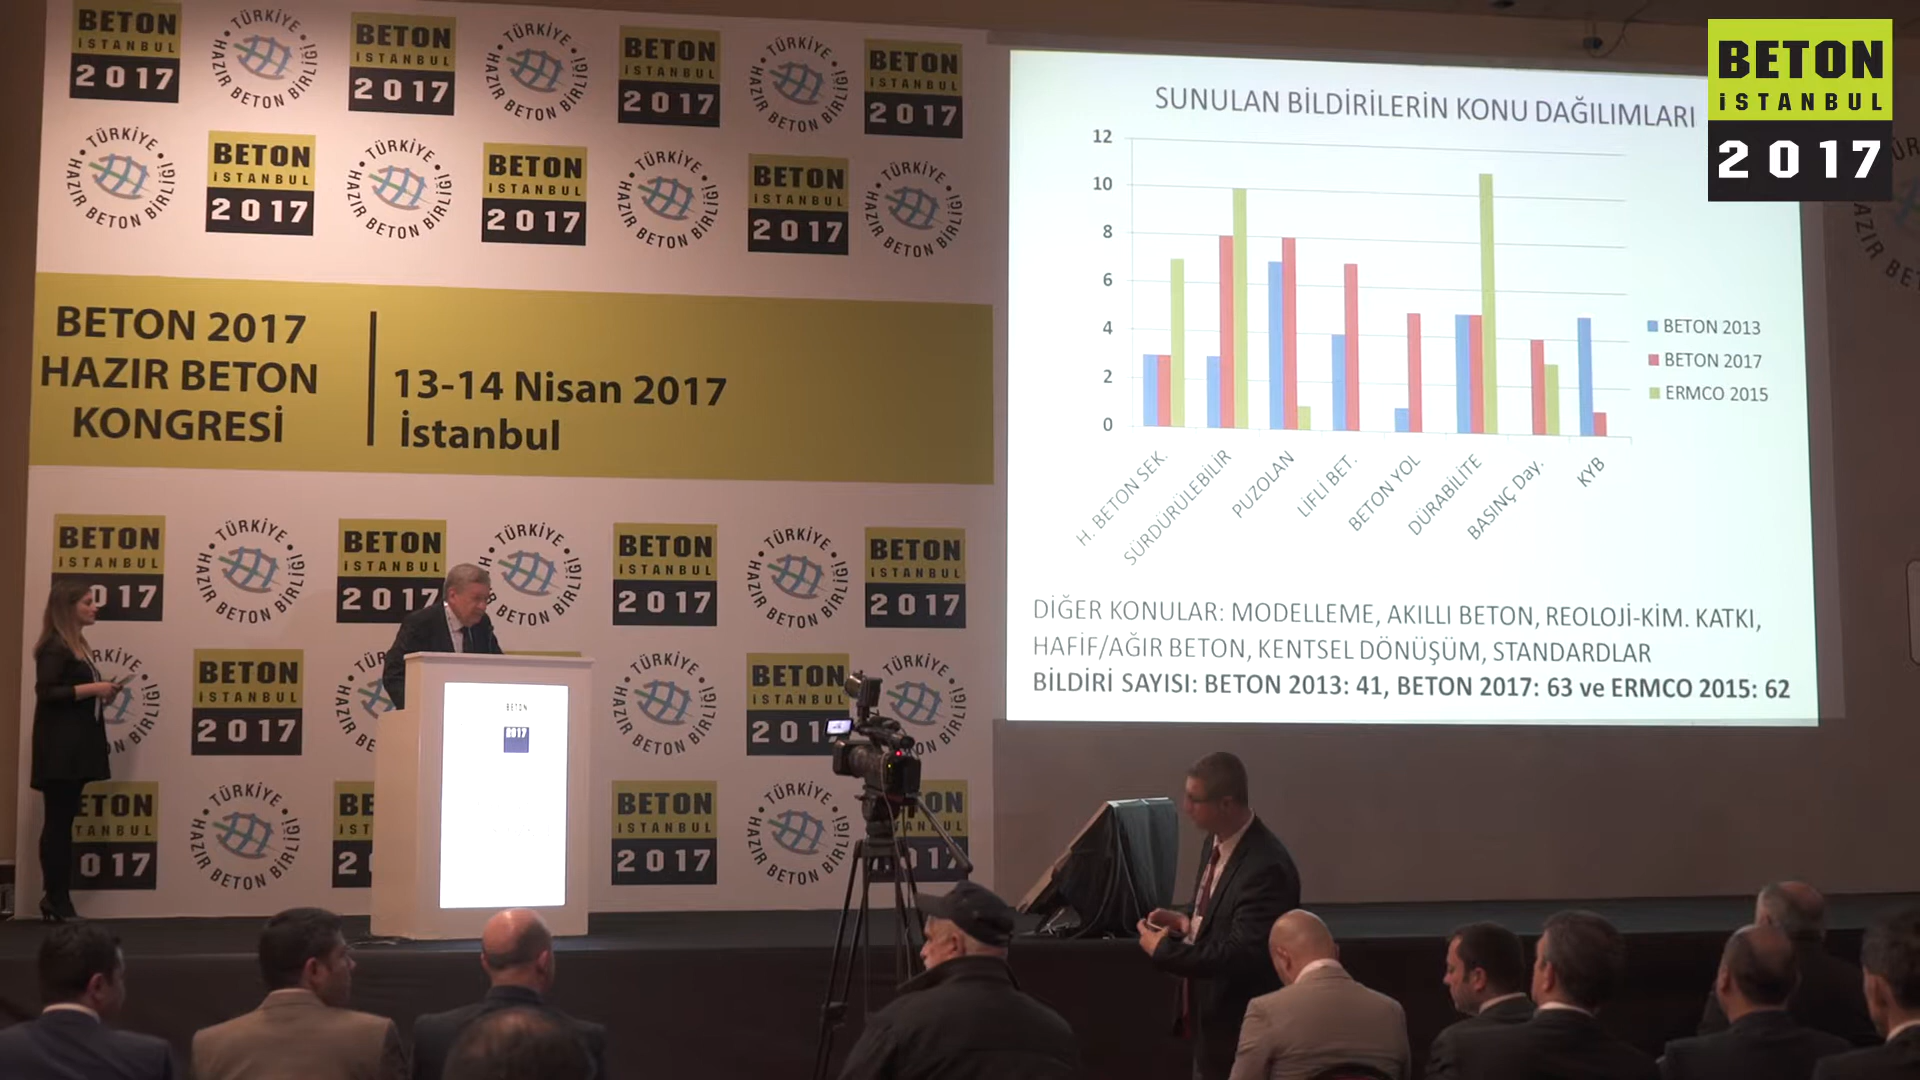 BETON
İSTANBUL
2017
TÜRKİYE
HAZIR BETON BİRLİĞİ
BETON 2017
HAZIR BETON
KONGRESİ
13-14 Nisan 2017
İstanbul
SUNULAN BİLDİRİLERİN KONU DAĞILIMLARI
12
10
8
6
4
2
0
H. BETON SEK.
SÜRDÜRÜLEBİLİR
PUZOLAN
LİFLİ BET.
BETON YOL
DÜRABİLİTE
BASINÇ Day.
KYB
BETON 2013
BETON 2017
ERMCO 2015
DİĞER KONULAR: MODELLEME, AKILLI BETON, REOLOJİ-KİM. KATKI,
HAFİF/AĞIR BETON, KENTSEL DÖNÜŞÜM, STANDARDLAR
BİLDİRİ SAYISI: BETON 2013: 41, BETON 2017: 63 ve ERMCO 2015: 62
BETON
2017
BETON
İSTANBUL
2017